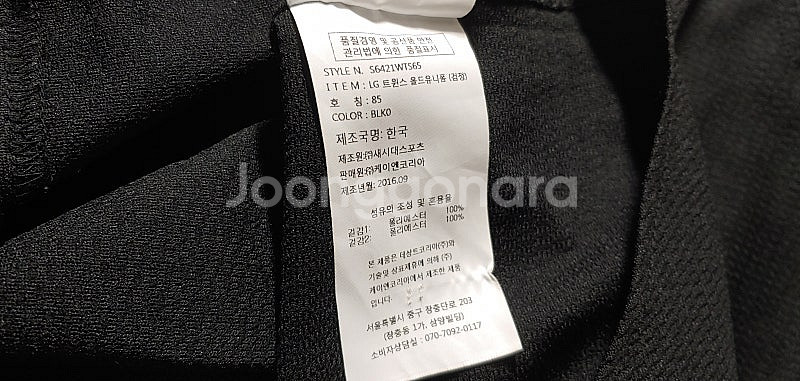 품질경영 및 공산품 안전
관리법에 의한 품질표시
STYLE N. S6421WTS65
ITEM : LG 트윈스 올드유니폼 (검정)
호 칭 : 85
COLOR : BLK0
제조국명: 한국
제조원:(주)새시대스포츠
판매원:(주)케이엔코리아
제조년월: 2016.09
Joongonara
섬유의 조성 및 혼용율
겉감1: 폴리에스터 100%
겉감2: 폴리에스터 100%
본 제품은 데상트코리아(주)와
기술및 상표제휴에 의해 (주)
케이엔코리아에서 제조한 제품
입니다.
서울특별시 중구 장충단로 203
(장충동 1가, 삼양빌딩)
소비자상담실 : 070-7092-0117